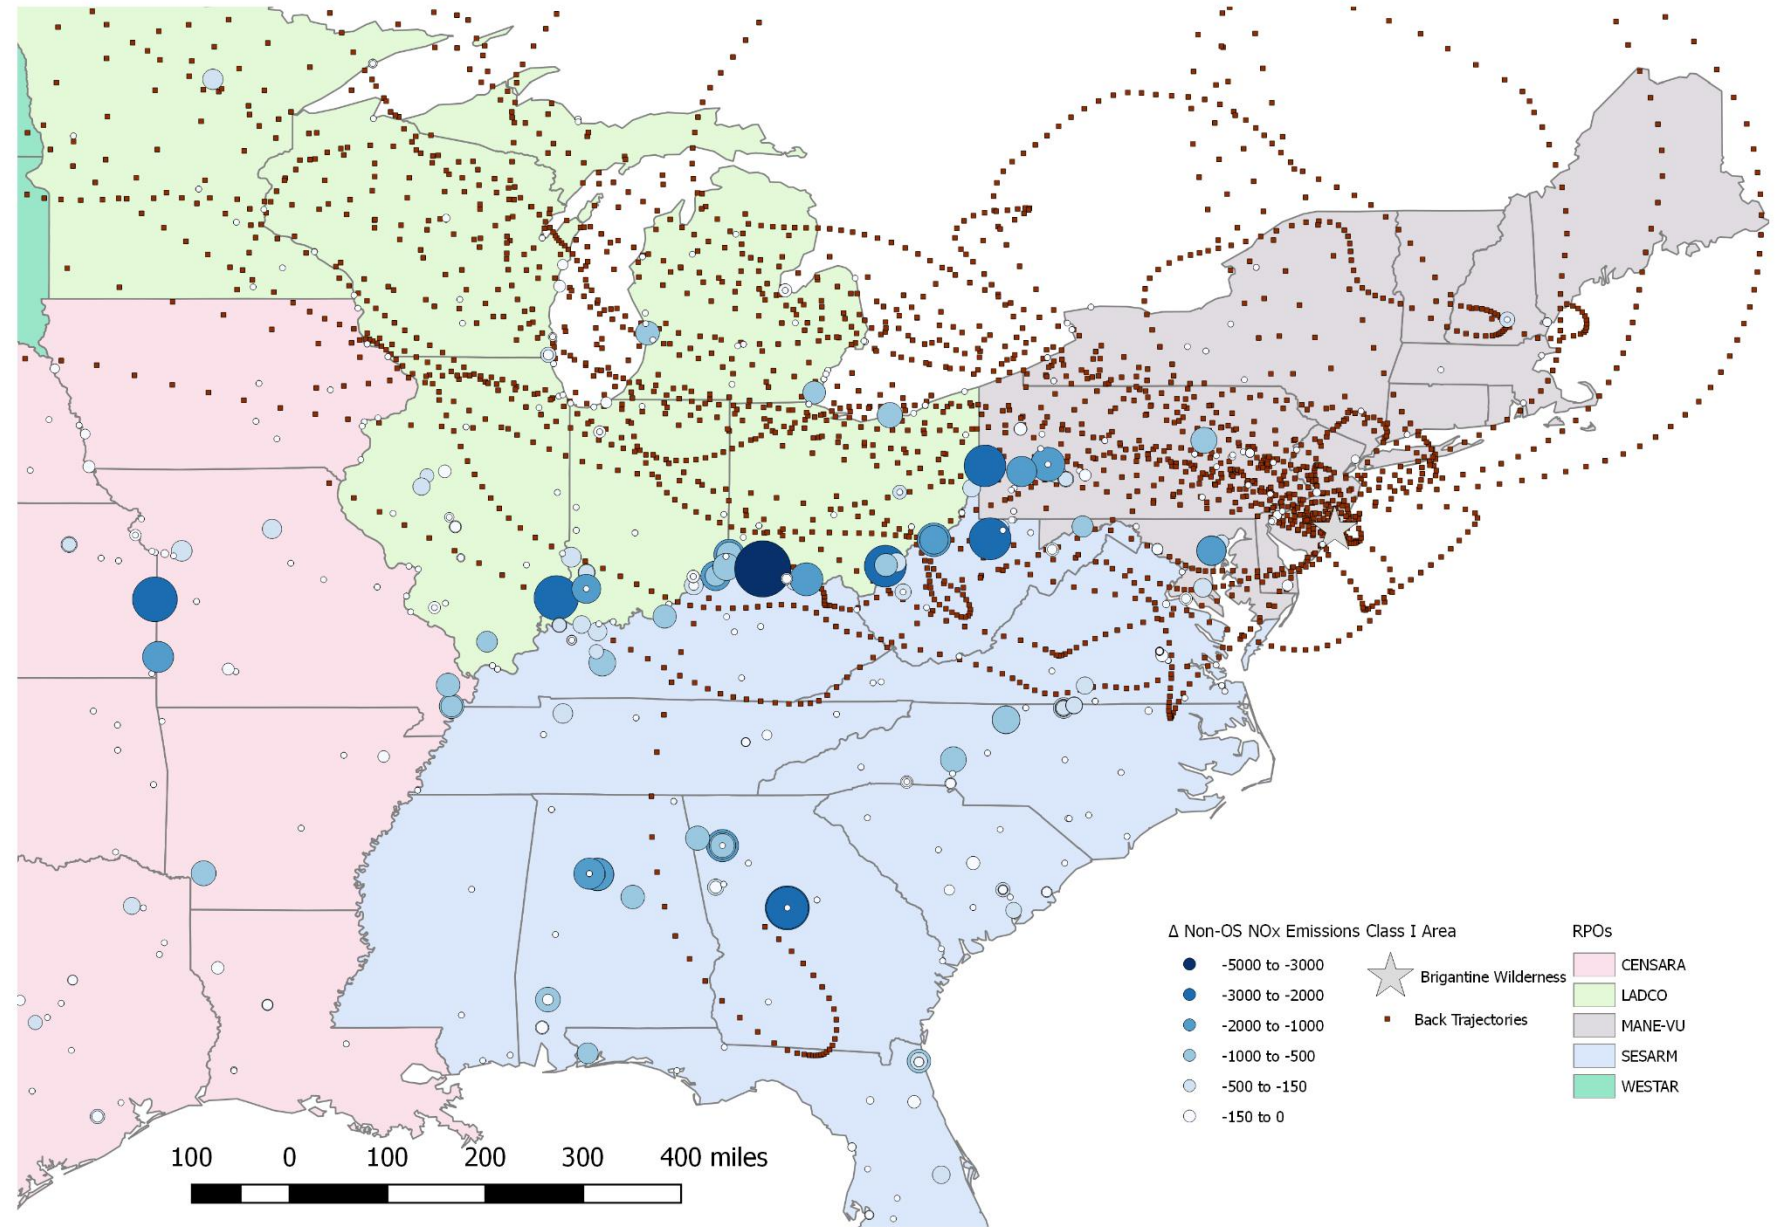 Δ Non-OS NOx Emissions Class I Area RPOs
-5000 to -3000 CENSARA
Brigantine Wilderness
-3000 to -2000 LADCO
-2000 to -1000 Back Trajectories MANE-VU
-1000 to -500 SESARM
-500 to -150 WESTAR
-150 to 0
100 0 100 200 300 400 miles